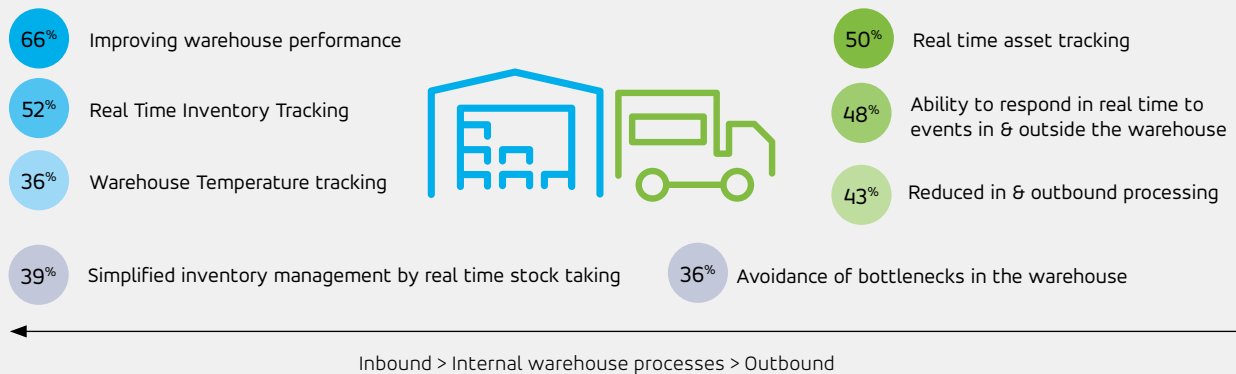 66% Improving warehouse performance
52% Real Time Inventory Tracking
36% Warehouse Temperature tracking
50% Real time asset tracking
48% Ability to respond in real time to
events in & outside the warehouse
43% Reduced in & outbound processing
39% Simplified inventory management by real time stock taking
36% Avoidance of bottlenecks in the warehouse
Inbound > Internal warehouse processes > Outbound